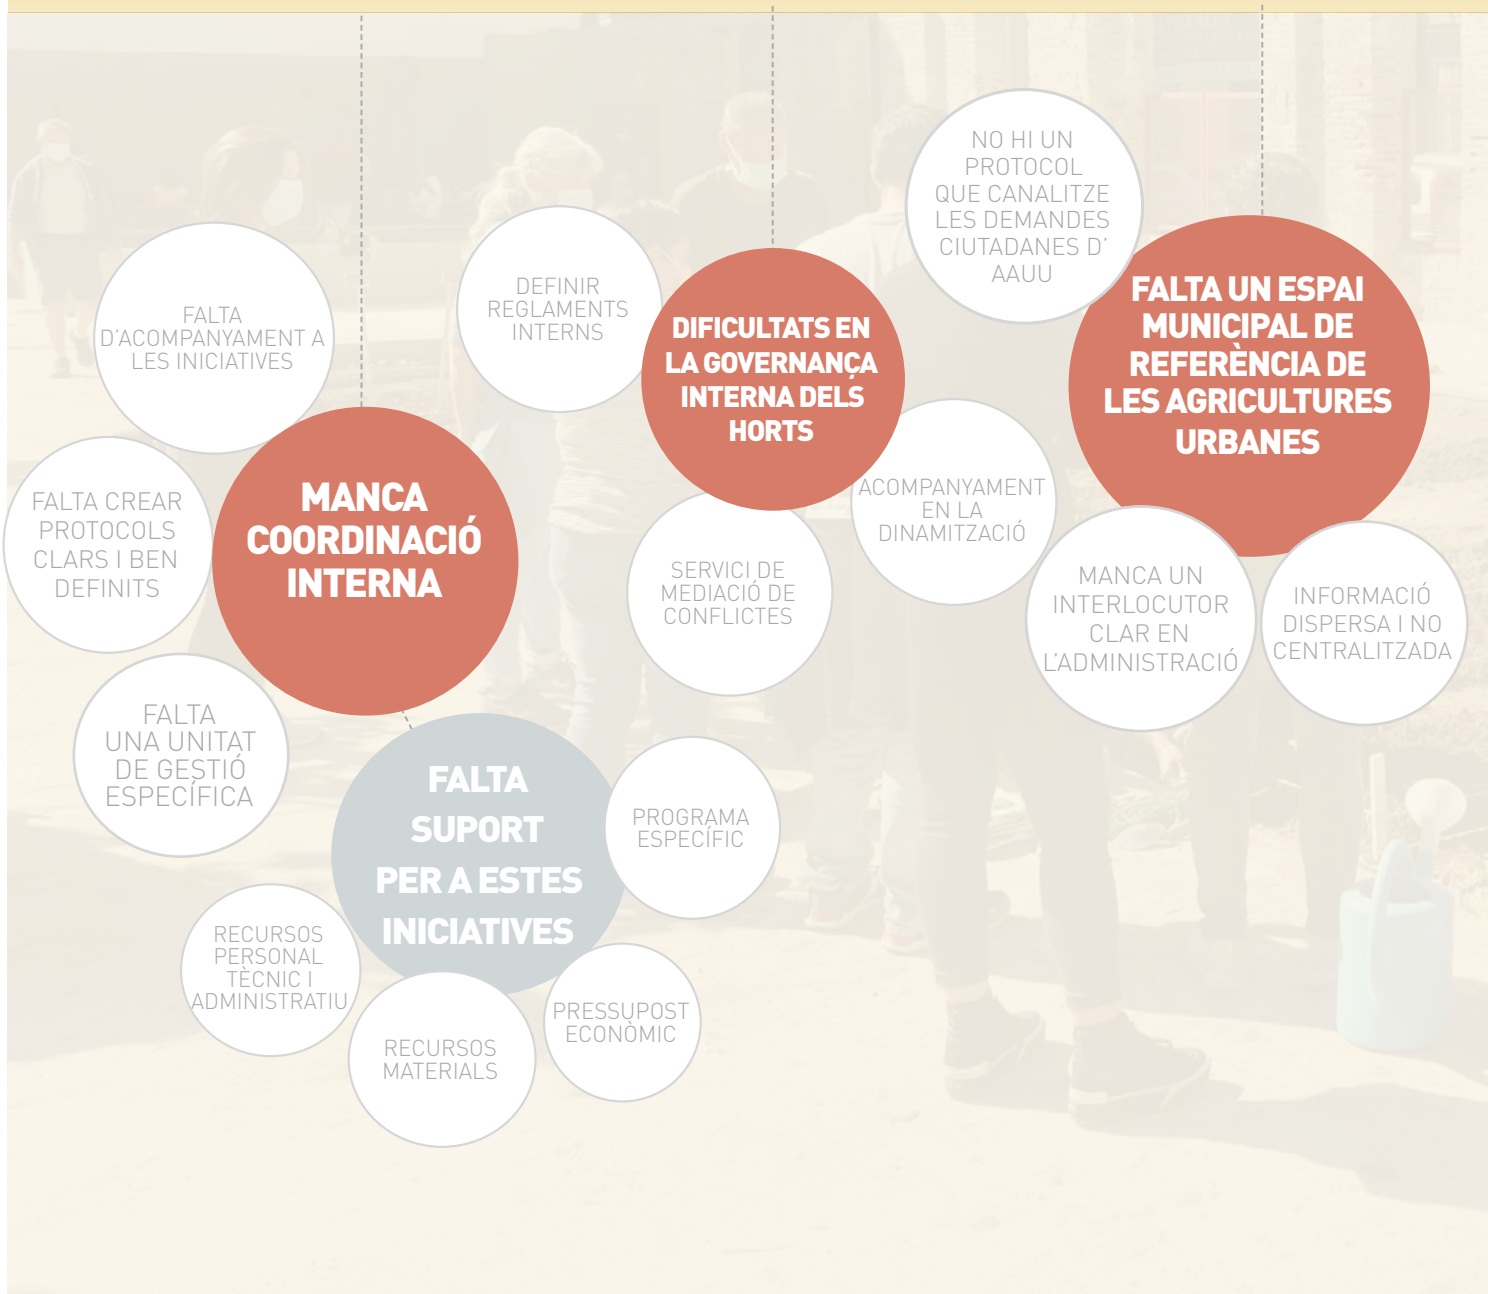 FALTA
D'ACOMPANYAMENT A
LES INICIATIVES
FALTA CREAR
PROTOCOLS
CLARS I BEN
DEFINITS
MANCA
COORDINACIÓ
INTERNA
FALTA
UNA UNITAT
DE GESTIÓ
ESPECÍFICA
FALTA
SUPORT
PER A ESTES
INICIATIVES
PROGRAMA
ESPECÍFIC
RECURSOS
PERSONAL
TÈCNIC I
ADMINISTRATIU
RECURSOS
MATERIALS
PRESSUPOST
ECONÒMIC
DEFINIR
REGLAMENTS
INTERNS
DIFICULTATS EN
LA GOVERNANÇA
INTERNA DELS
HORTS
SERVICI DE
MEDIACIÓ DE
CONFLICTES
ACOMPANYAMENT
EN LA
DINAMITZACIÓ
NO HI UN
PROTOCOL
QUE CANALITZE
LES DEMANDES
CIUTADANES D'
AAUU
FALTA UN ESPAI
MUNICIPAL DE
REFERÈNCIA DE
LES AGRICULTURES
URBANES
MANCA UN
INTERLOCUTOR
CLAR EN
L'ADMINISTRACIÓ
INFORMACIÓ
DISPERSA I NO
CENTRALITZADA